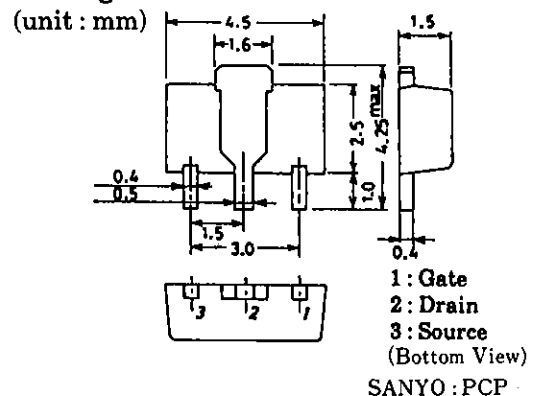 (unit : mm)
4.5
1.6
1.5
2.5
4.25max
1.0
0.4
0.5
1.5
3.0
0.4
3
2
1
1 : Gate
2 : Drain
3 : Source
(Bottom View)
SANYO : PCP